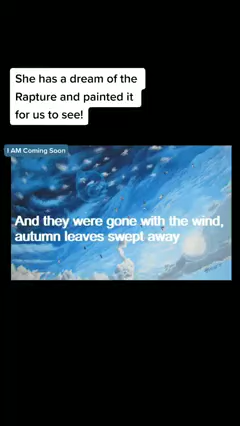 She has a dream of the
Rapture and painted it
for us to see!
I AM Coming Soon
And they were gone with the wind,
autumn leaves swept away